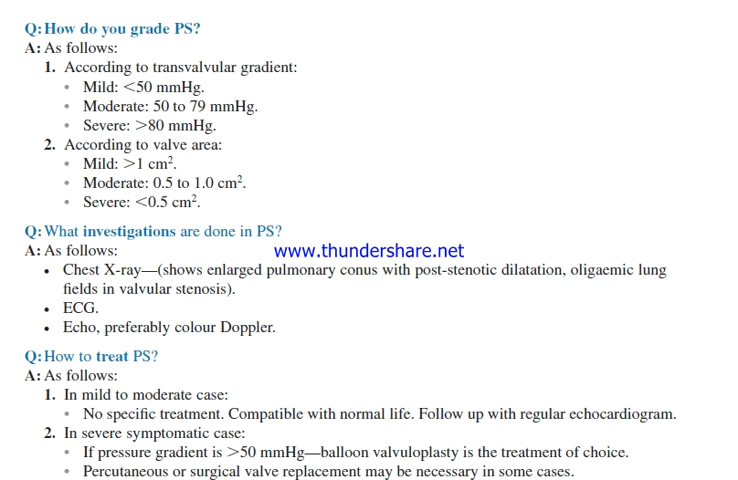 Q: How do you grade PS?
A: As follows:
1. According to transvalvular gradient:
• Mild: <50 mmHg.
• Moderate: 50 to 79 mmHg.
• Severe: >80 mmHg.
2. According to valve area:
• Mild: >1 cm².
• Moderate: 0.5 to 1.0 cm².
• Severe: <0.5 cm².
Q: What investigations are done in PS?
A: As follows:
www.thundershare.net
• Chest X-ray—(shows enlarged pulmonary conus with post-stenotic dilatation, oligaemic lung
fields in valvular stenosis).
• ECG.
• Echo, preferably colour Doppler.
Q: How to treat PS?
A: As follows:
1. In mild to moderate case:
• No specific treatment. Compatible with normal life. Follow up with regular echocardiogram.
2. In severe symptomatic case:
• If pressure gradient is >50 mmHg—balloon valvuloplasty is the treatment of choice.
• Percutaneous or surgical valve replacement may be necessary in some cases.